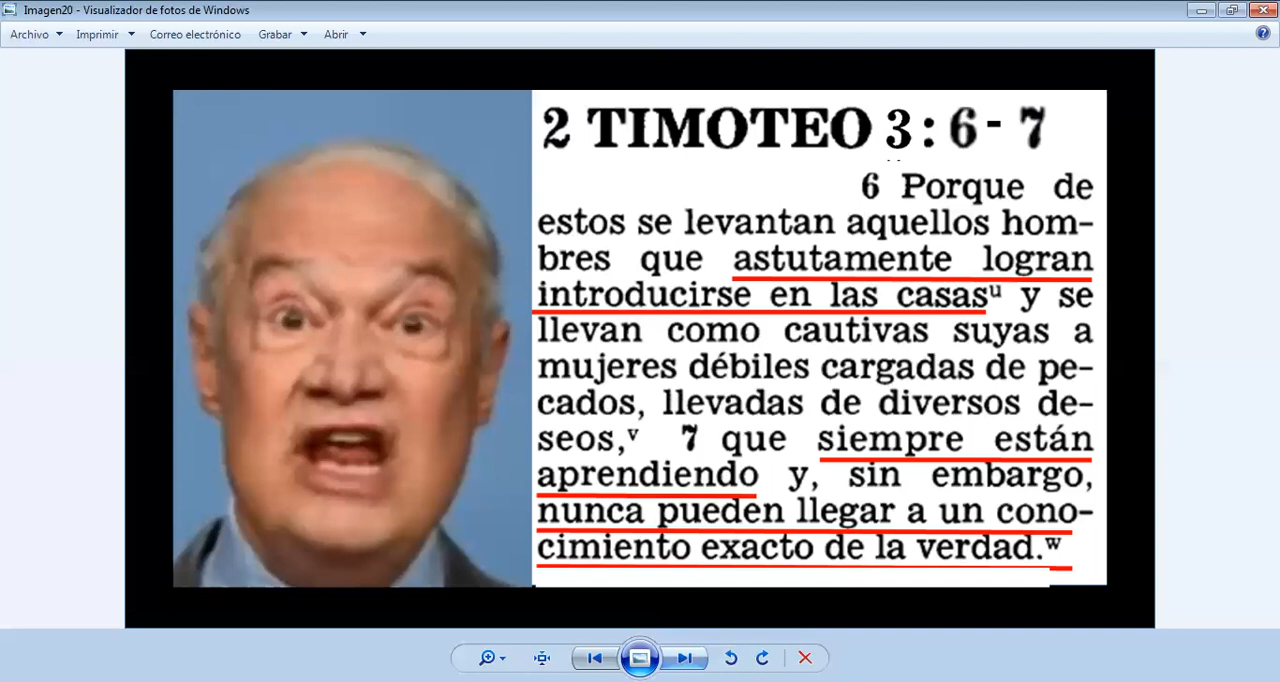 Imagen20 - Visualizador de fotos de Windows
Archivo Imprimir Correo electrónico Grabar Abrir
2 TIMOTEO 3 : 6 - 7
6 Porque de
estos se levantan aquellos hom-
bres que astutamente logran
introducirse en las casasᵘ y se
llevan como cautivas suyas a
mujeres débiles cargadas de pe-
cados, llevadas de diversos de-
seos,ᵛ 7 que siempre están
aprendiendo y, sin embargo,
nunca pueden llegar a un cono-
cimiento exacto de la verdad.ʷ